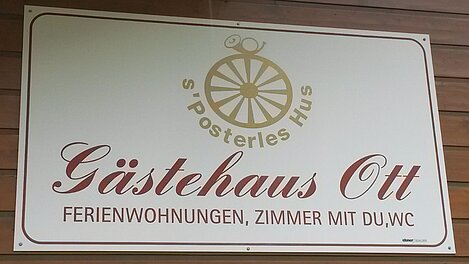 s'Posterles Hus
Gästehaus Ott
FERIENWOHNUNGEN, ZIMMER MIT DU,WC